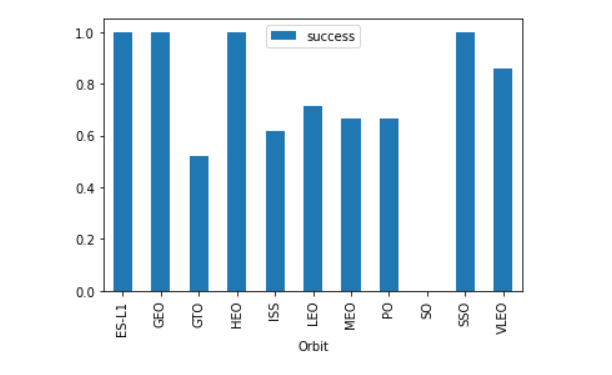 success
1.0
0.8
0.6
0.4
0.2
0.0
ES-L1
GEO
GTO
HEO
ISS
LEO
MEO
PO
SO
SSO
VLEO
Orbit